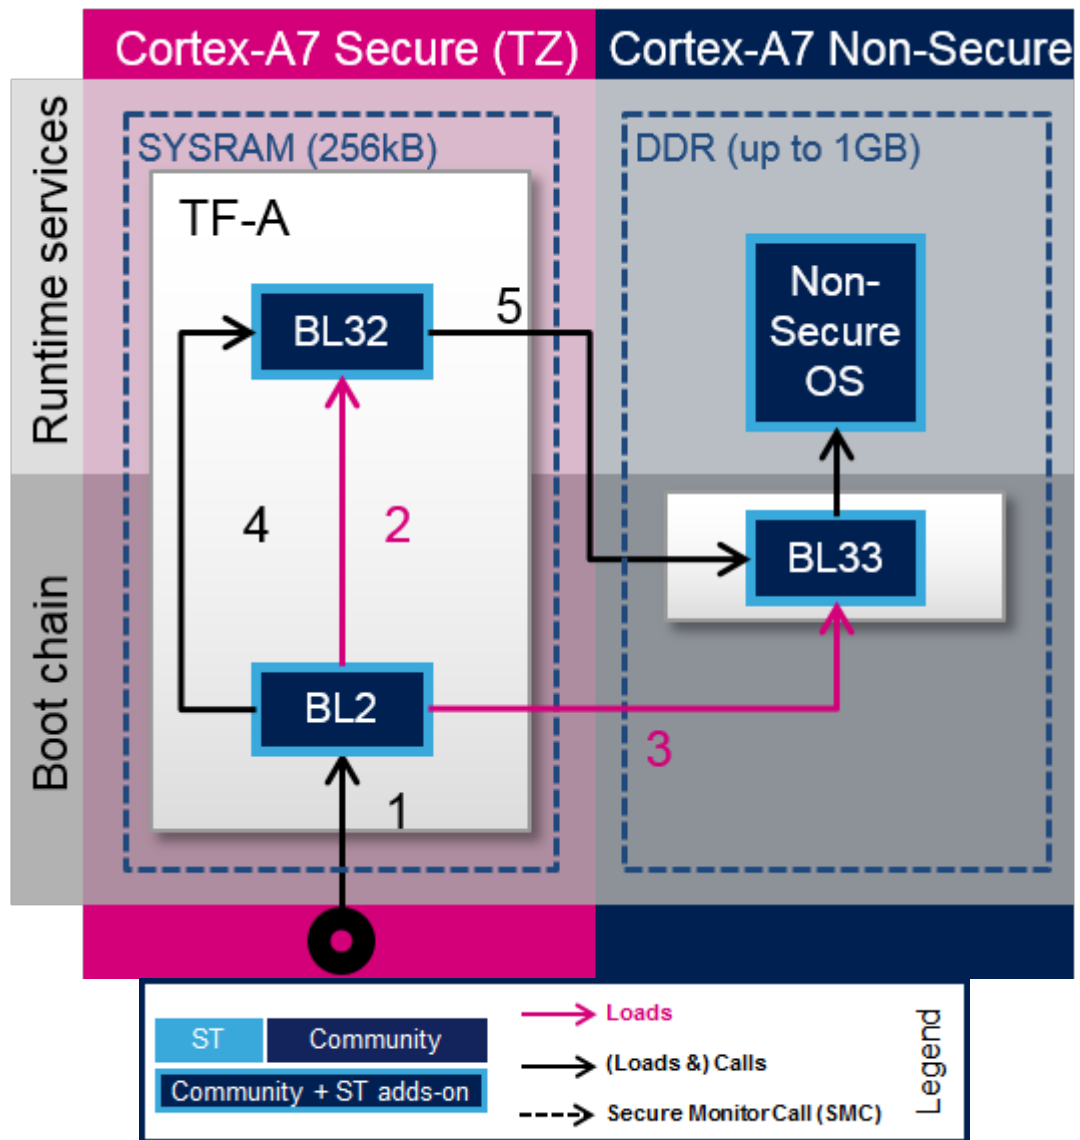 Cortex-A7 Secure (TZ)
Cortex-A7 Non-Secure
Runtime services
SYSRAM (256kB)
DDR (up to 1GB)
TF-A
BL32
5
Non-
Secure
OS
4
2
BL33
Boot chain
BL2
3
1
ST
Community
Community + ST adds-on
Loads
(Loads &) Calls
Secure Monitor Call (SMC)
Legend